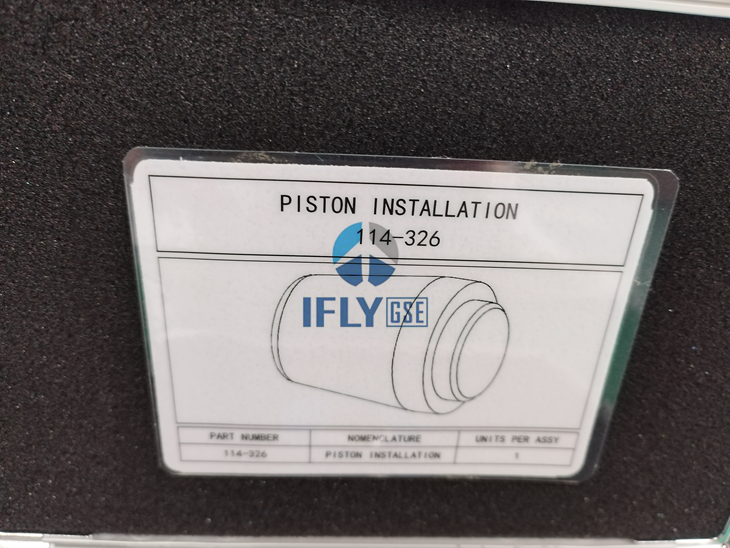 PISTON INSTALLATION
114-326
IFLY GSE
PART NUMBER NOMENCLATURE UNITS PER ASSY
114-326 PISTON INSTALLATION 1